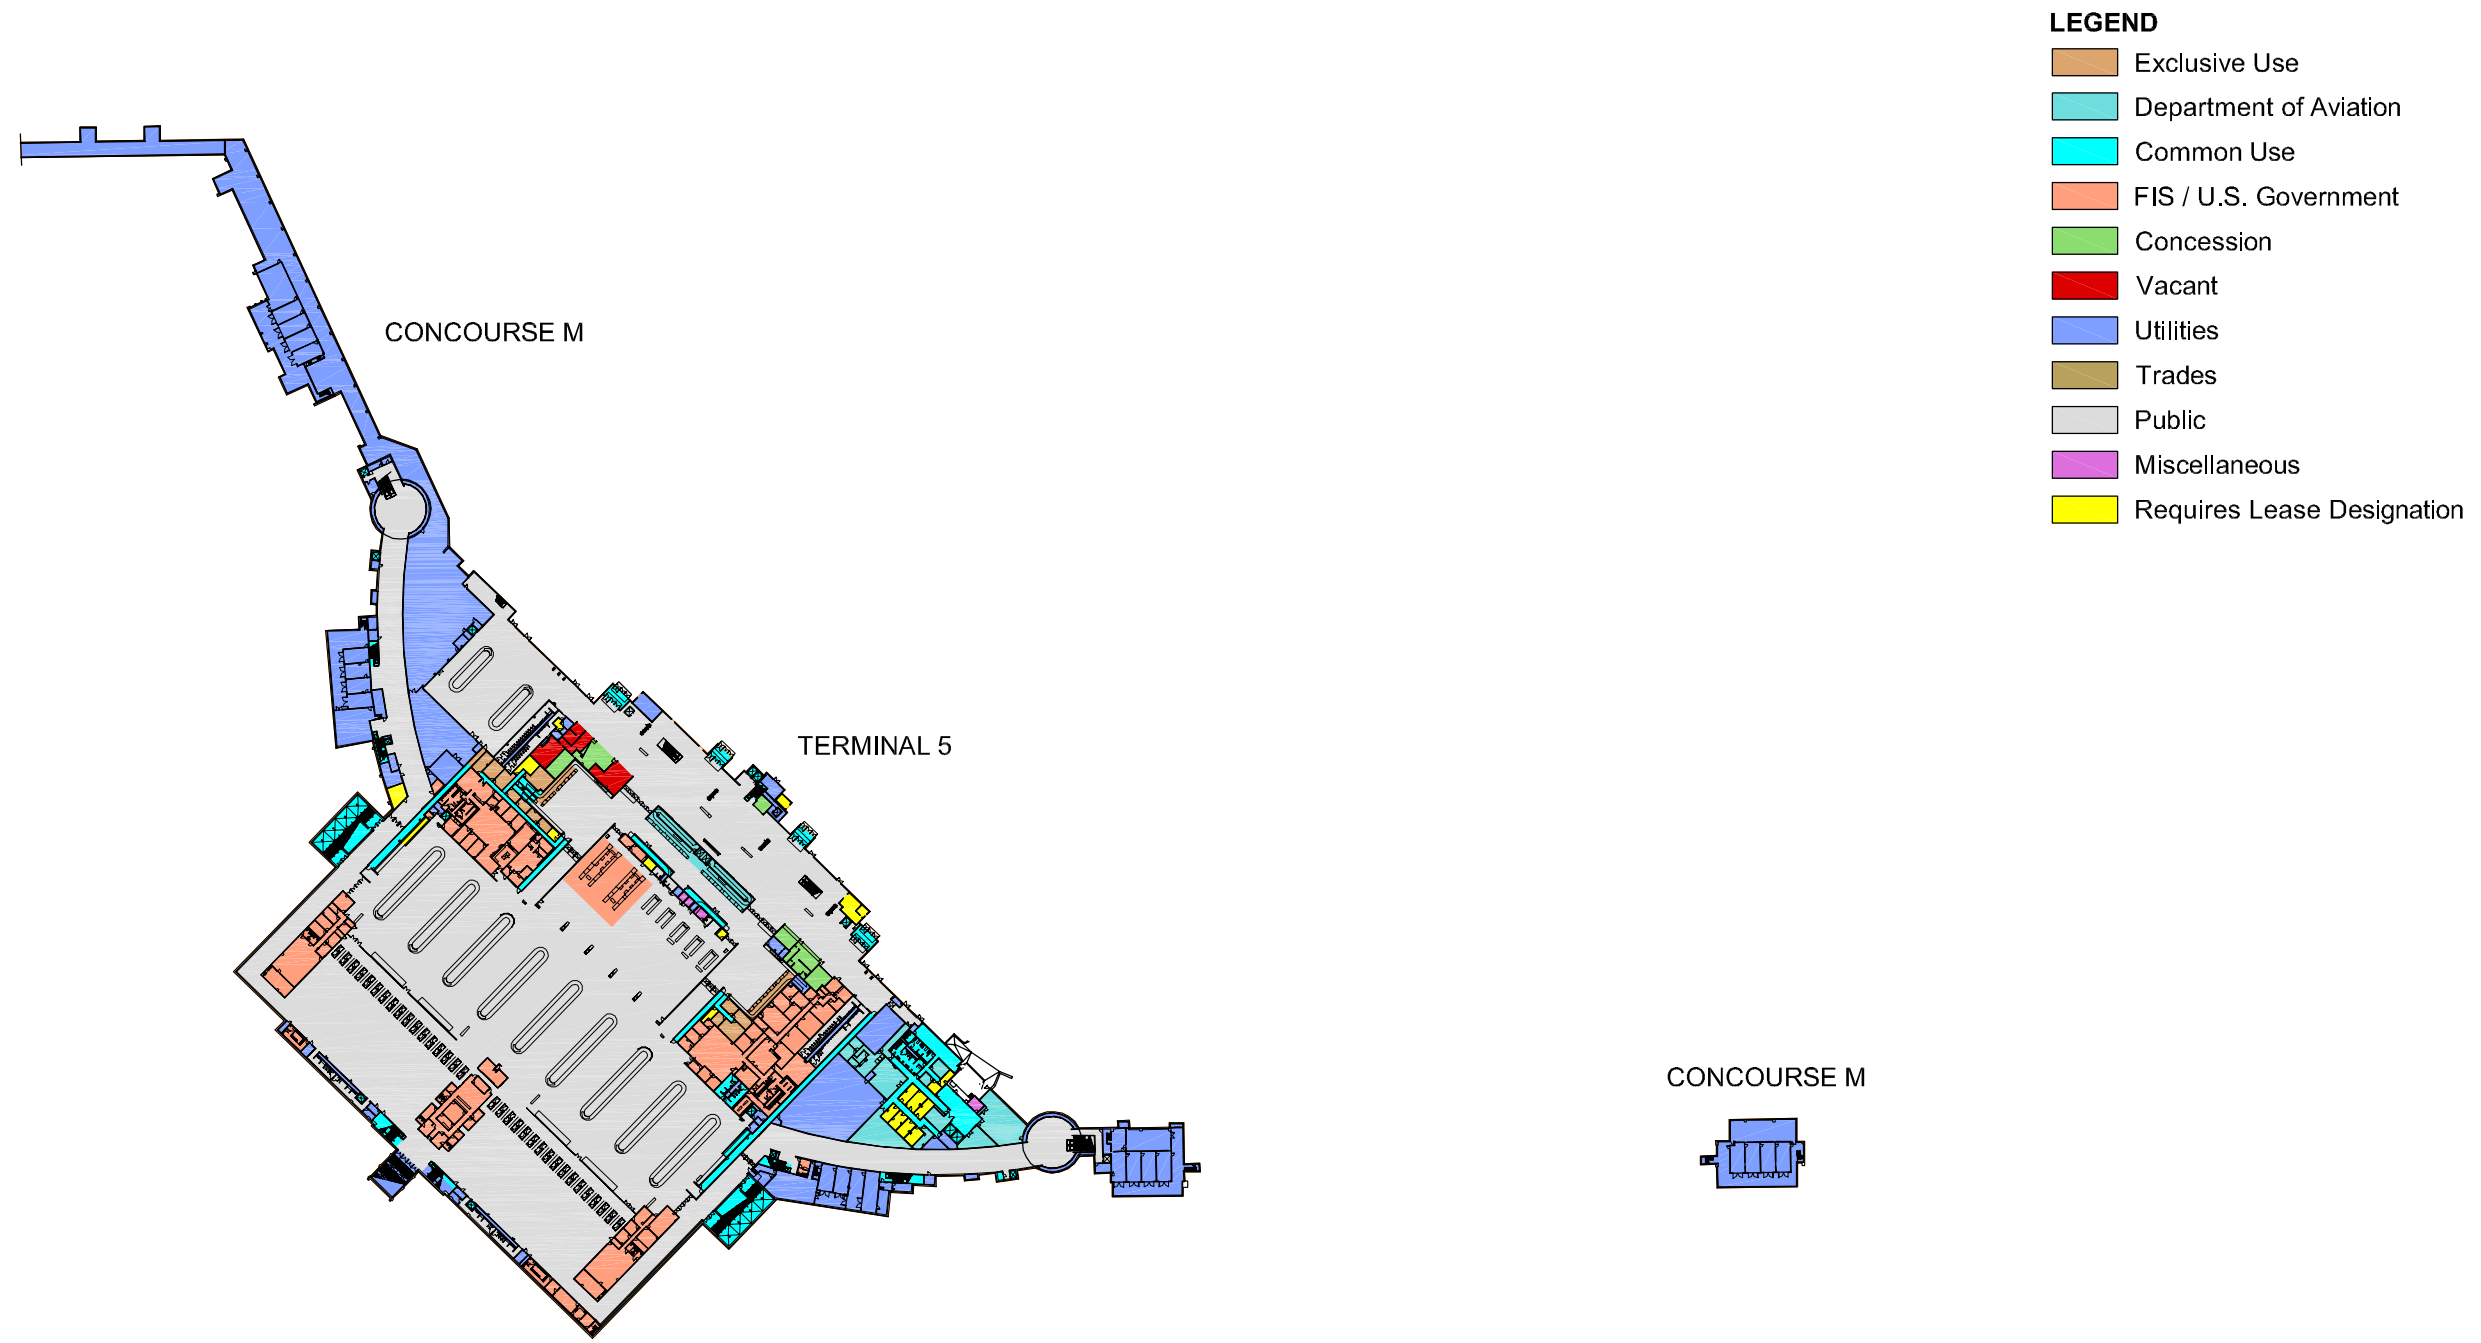 LEGEND
Exclusive Use
Department of Aviation
Common Use
FIS / U.S. Government
Concession
Vacant
Utilities
Trades
Public
Miscellaneous
Requires Lease Designation
CONCOURSE M
TERMINAL 5
CONCOURSE M